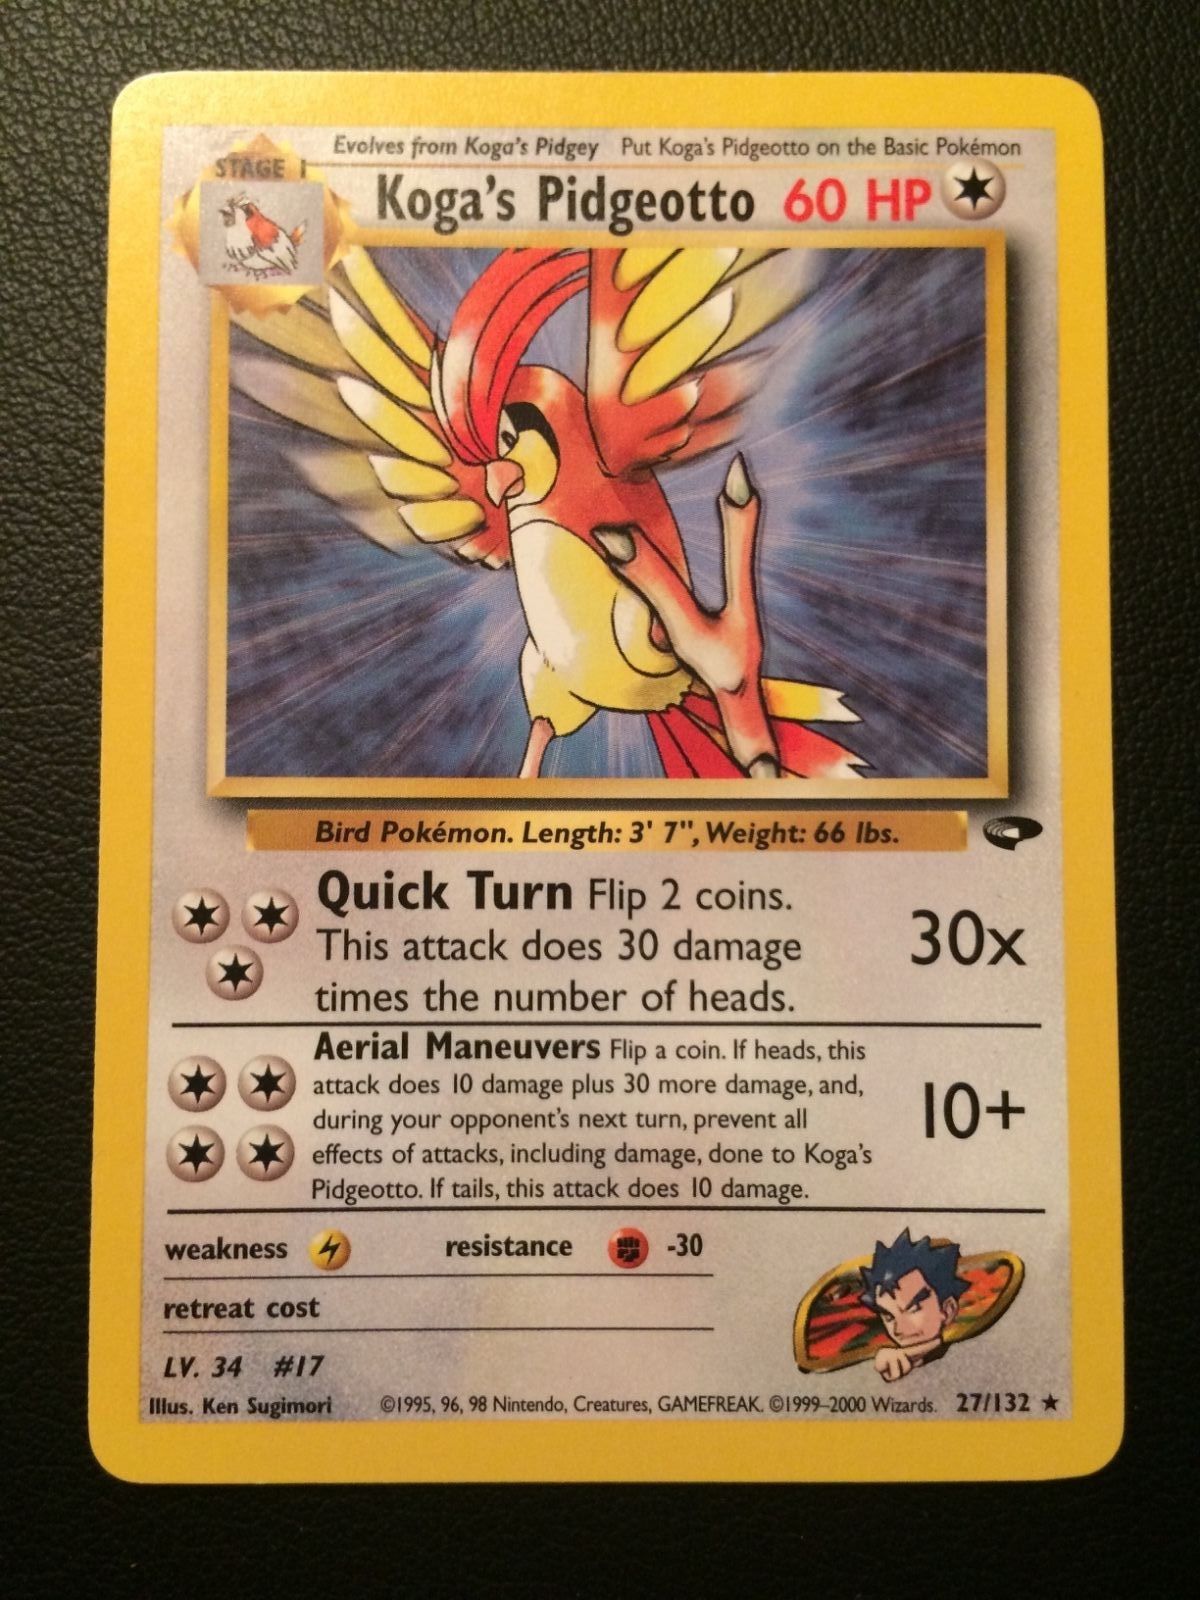 Evolves from Koga's Pidgey Put Koga's Pidgeotto on the Basic Pokémon
STAGE 1
Koga's Pidgeotto 60 HP
Bird Pokémon. Length: 3' 7", Weight: 66 lbs.
Quick Turn Flip 2 coins.
This attack does 30 damage
times the number of heads.
30x
Aerial Maneuvers Flip a coin. If heads, this
attack does 10 damage plus 30 more damage, and,
during your opponent's next turn, prevent all
effects of attacks, including damage, done to Koga's
Pidgeotto. If tails, this attack does 10 damage.
10+
weakness resistance -30
retreat cost
LV. 34 #17
Illus. Ken Sugimori ©1995, 96, 98 Nintendo, Creatures, GAMEFREAK. ©1999–2000 Wizards. 27/132 ★